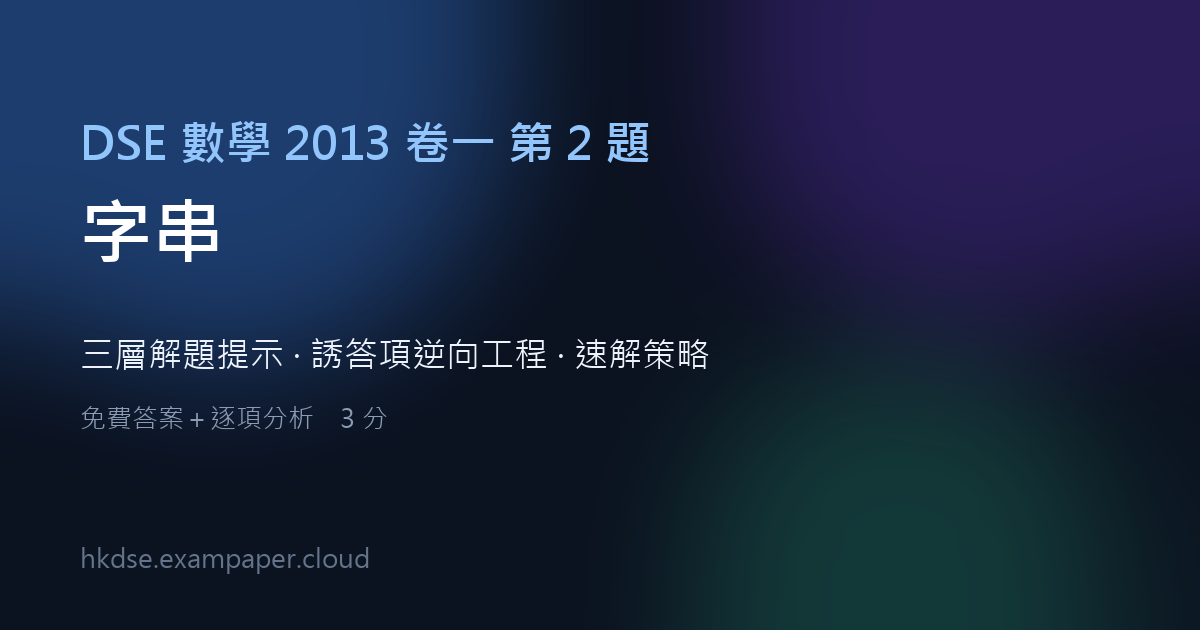 DSE 數學 2013 卷一 第 2 題
字串
三層解題提示 · 誘答項逆向工程 · 速解策略
免費答案 + 逐項分析 3 分
hkdse.exampaper.cloud